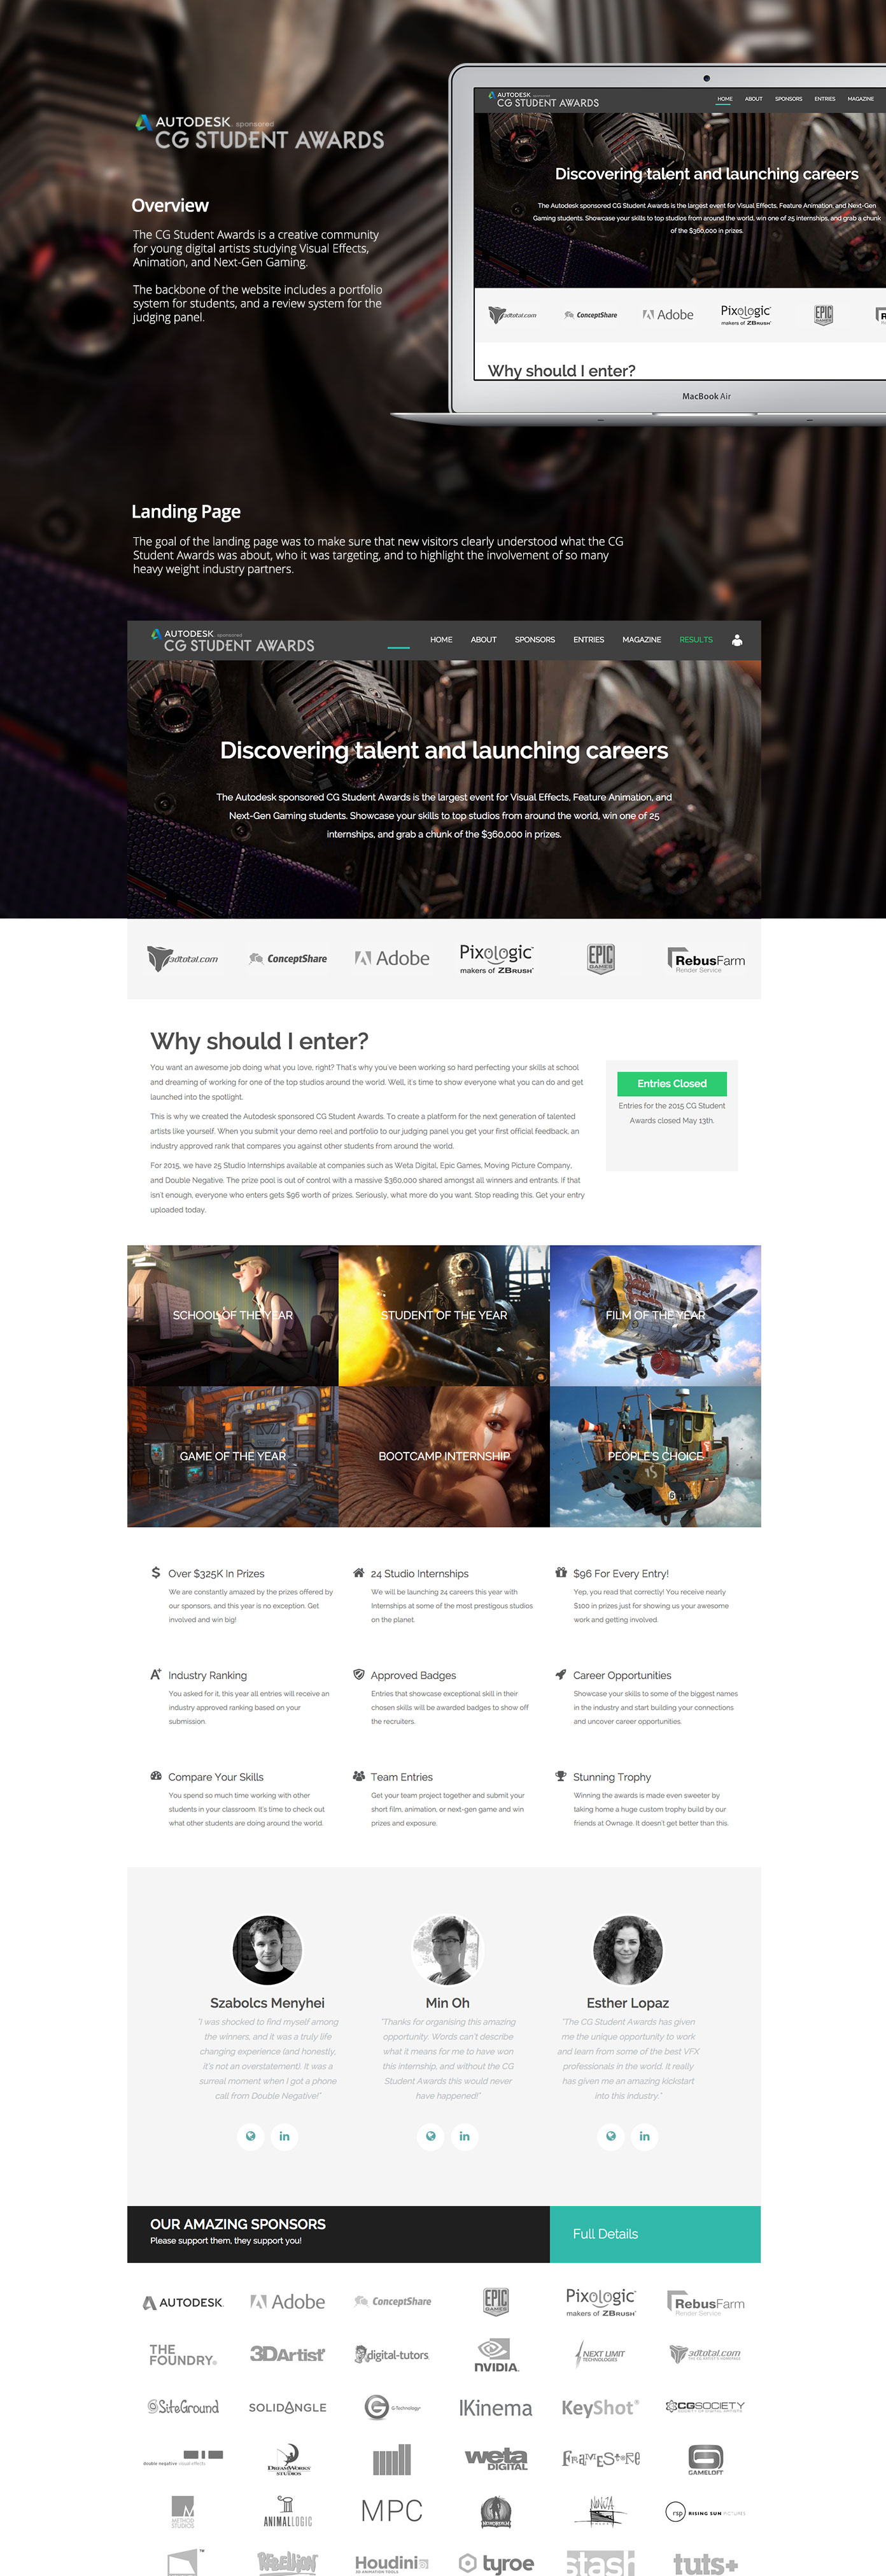 AUTODESK sponsored
CG STUDENT AWARDS
Overview
The CG Student Awards is a creative community
for young digital artists studying Visual Effects,
Animation, and Next-Gen Gaming.
The backbone of the website includes a portfolio
system for students, and a review system for the
judging panel.
AUTODESK sponsored
CG STUDENT AWARDS
HOME ABOUT SPONSORS ENTRIES MAGAZINE
Discovering talent and launching careers
The Autodesk sponsored CG Student Awards is the largest event for Visual Effects, Feature Animation, and Next-Gen
Gaming students. Showcase your skills to top studios from around the world, win one of 25 internships, and grab a chunk
of the $360,000 in prizes.
3dtotal.com ConceptShare Adobe Pixologic makers of ZBRUSH EPIC GAMES R
Why should I enter?
MacBook Air
Landing Page
The goal of the landing page was to make sure that new visitors clearly understood what the CG
Student Awards was about, who it was targeting, and to highlight the involvement of so many
heavy weight industry partners.
AUTODESK sponsored
CG STUDENT AWARDS
HOME ABOUT SPONSORS ENTRIES MAGAZINE RESULTS
Discovering talent and launching careers
The Autodesk sponsored CG Student Awards is the largest event for Visual Effects, Feature Animation, and
Next-Gen Gaming students. Showcase your skills to top studios from around the world, win one of 25
internships, and grab a chunk of the $360,000 in prizes.
3dtotal.com ConceptShare Adobe Pixologic makers of ZBRUSH EPIC GAMES RebusFarm Render Service
Why should I enter?
You want an awesome job doing what you love, right? That's why you've been working so hard perfecting your skills at school
and dreaming of working for one of the top studios around the world. Well, it's time to show everyone what you can do and get
launched into the spotlight.
This is why we created the Autodesk sponsored CG Student Awards. To create a platform for the next generation of talented
artists like yourself. When you submit your demo reel and portfolio to our judging panel you get your first official feedback, an
industry approved rank that compares you against other students from around the world.
For 2015, we have 25 Studio Internships available at companies such as Weta Digital, Epic Games, Moving Picture Company,
and Double Negative. The prize pool is out of control with a massive $360,000 shared amongst all winners and entrants. If that
isn't enough, everyone who enters gets $96 worth of prizes. Seriously, what more do you want. Stop reading this. Get your entry
uploaded today.
Entries Closed
Entries for the 2015 CG Student
Awards closed May 13th.
SCHOOL OF THE YEAR
STUDENT OF THE YEAR
FILM OF THE YEAR
GAME OF THE YEAR
BOOTCAMP INTERNSHIP
PEOPLE'S CHOICE
Over $325K In Prizes
We are constantly amazed by the prizes offered by
our sponsors, and this year is no exception. Get
involved and win big!
24 Studio Internships
We will be launching 24 careers this year with
Internships at some of the most prestigious studios
on the planet.
$96 For Every Entry!
Yep, you read that correctly! You receive nearly
$100 in prizes just for showing us your awesome
work and getting involved.
Industry Ranking
You asked for it, this year all entries will receive an
industry approved ranking based on your
submission.
Approved Badges
Entries that showcase exceptional skill in their
chosen skills will be awarded badges to show off
the recruiters.
Career Opportunities
Showcase your skills to some of the biggest names
in the industry and start building your connections
and uncover career opportunities.
Compare Your Skills
You spend so much time working with other
students in your classroom. It's time to check out
what other students are doing around the world.
Team Entries
Get your team project together and submit your
short film, animation, or next-gen game and win
prizes and exposure.
Stunning Trophy
Winning the awards is made even sweeter by
taking home a huge custom trophy build by our
friends at Ownage. It doesn't get better than this.
Szabolcs Menyhei
"I was shocked to find myself among
the winners, and it was a truly life
changing experience (and honestly,
it's not an overstatement). It was a
surreal moment when I got a phone
call from Double Negative!"
Min Oh
"Thanks for organising this amazing
opportunity. Words can't describe
what it means for me to have won
this internship, and without the CG
Student Awards this would never
have happened!"
Esther Lopaz
"The CG Student Awards has given
me the unique opportunity to work
and learn from some of the best VFX
professionals in the world. It really
has given me an amazing kickstart
into this industry."
in in in
OUR AMAZING SPONSORS
Please support them, they support you!
Full Details
AUTODESK. Adobe ConceptShare EPIC GAMES Pixologic makers of ZBRUSH RebusFarm Render Service
THE FOUNDRY. 3DArtist digital-tutors NVIDIA. NEXT LIMIT TECHNOLOGIES 3dtotal.com
SiteGround SOLIDANGLE G-Technology IKinema KeyShot CGSOCIETY
double negative visual effects DREAMWORKS STUDIOS weta DIGITAL FRAMESTORE GAMELOFT
METHOD STUDIOS ANIMALLOGIC MPC NINJA rsp RISING SUN PICTURES
REBELLION Houdini 3D ANIMATION TOOLS tyroe stash tuts+